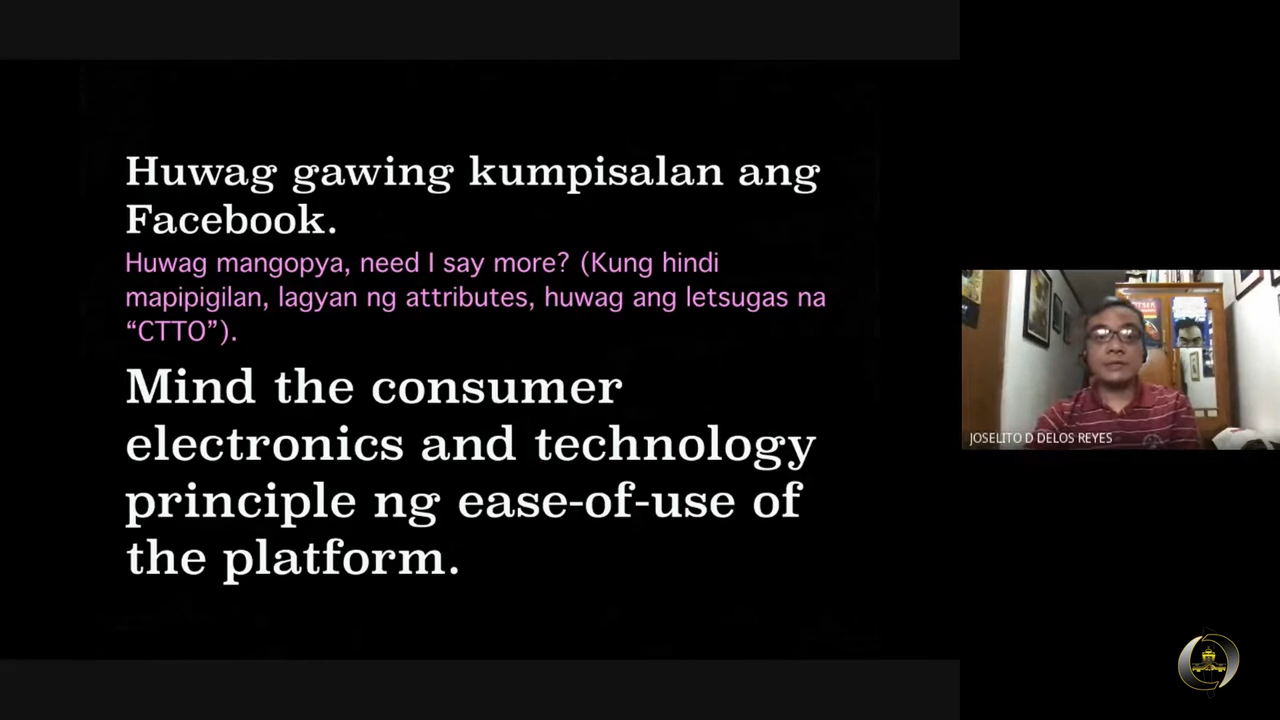 Huwag gawing kumpisalan ang
Facebook.
Huwag mangopya, need I say more? (Kung hindi
mapipigilan, lagyan ng attributes, huwag ang letsugas na
“CTTO”).
Mind the consumer
electronics and technology
principle ng ease-of-use of
the platform.
JOSELITO D DELOS REYES